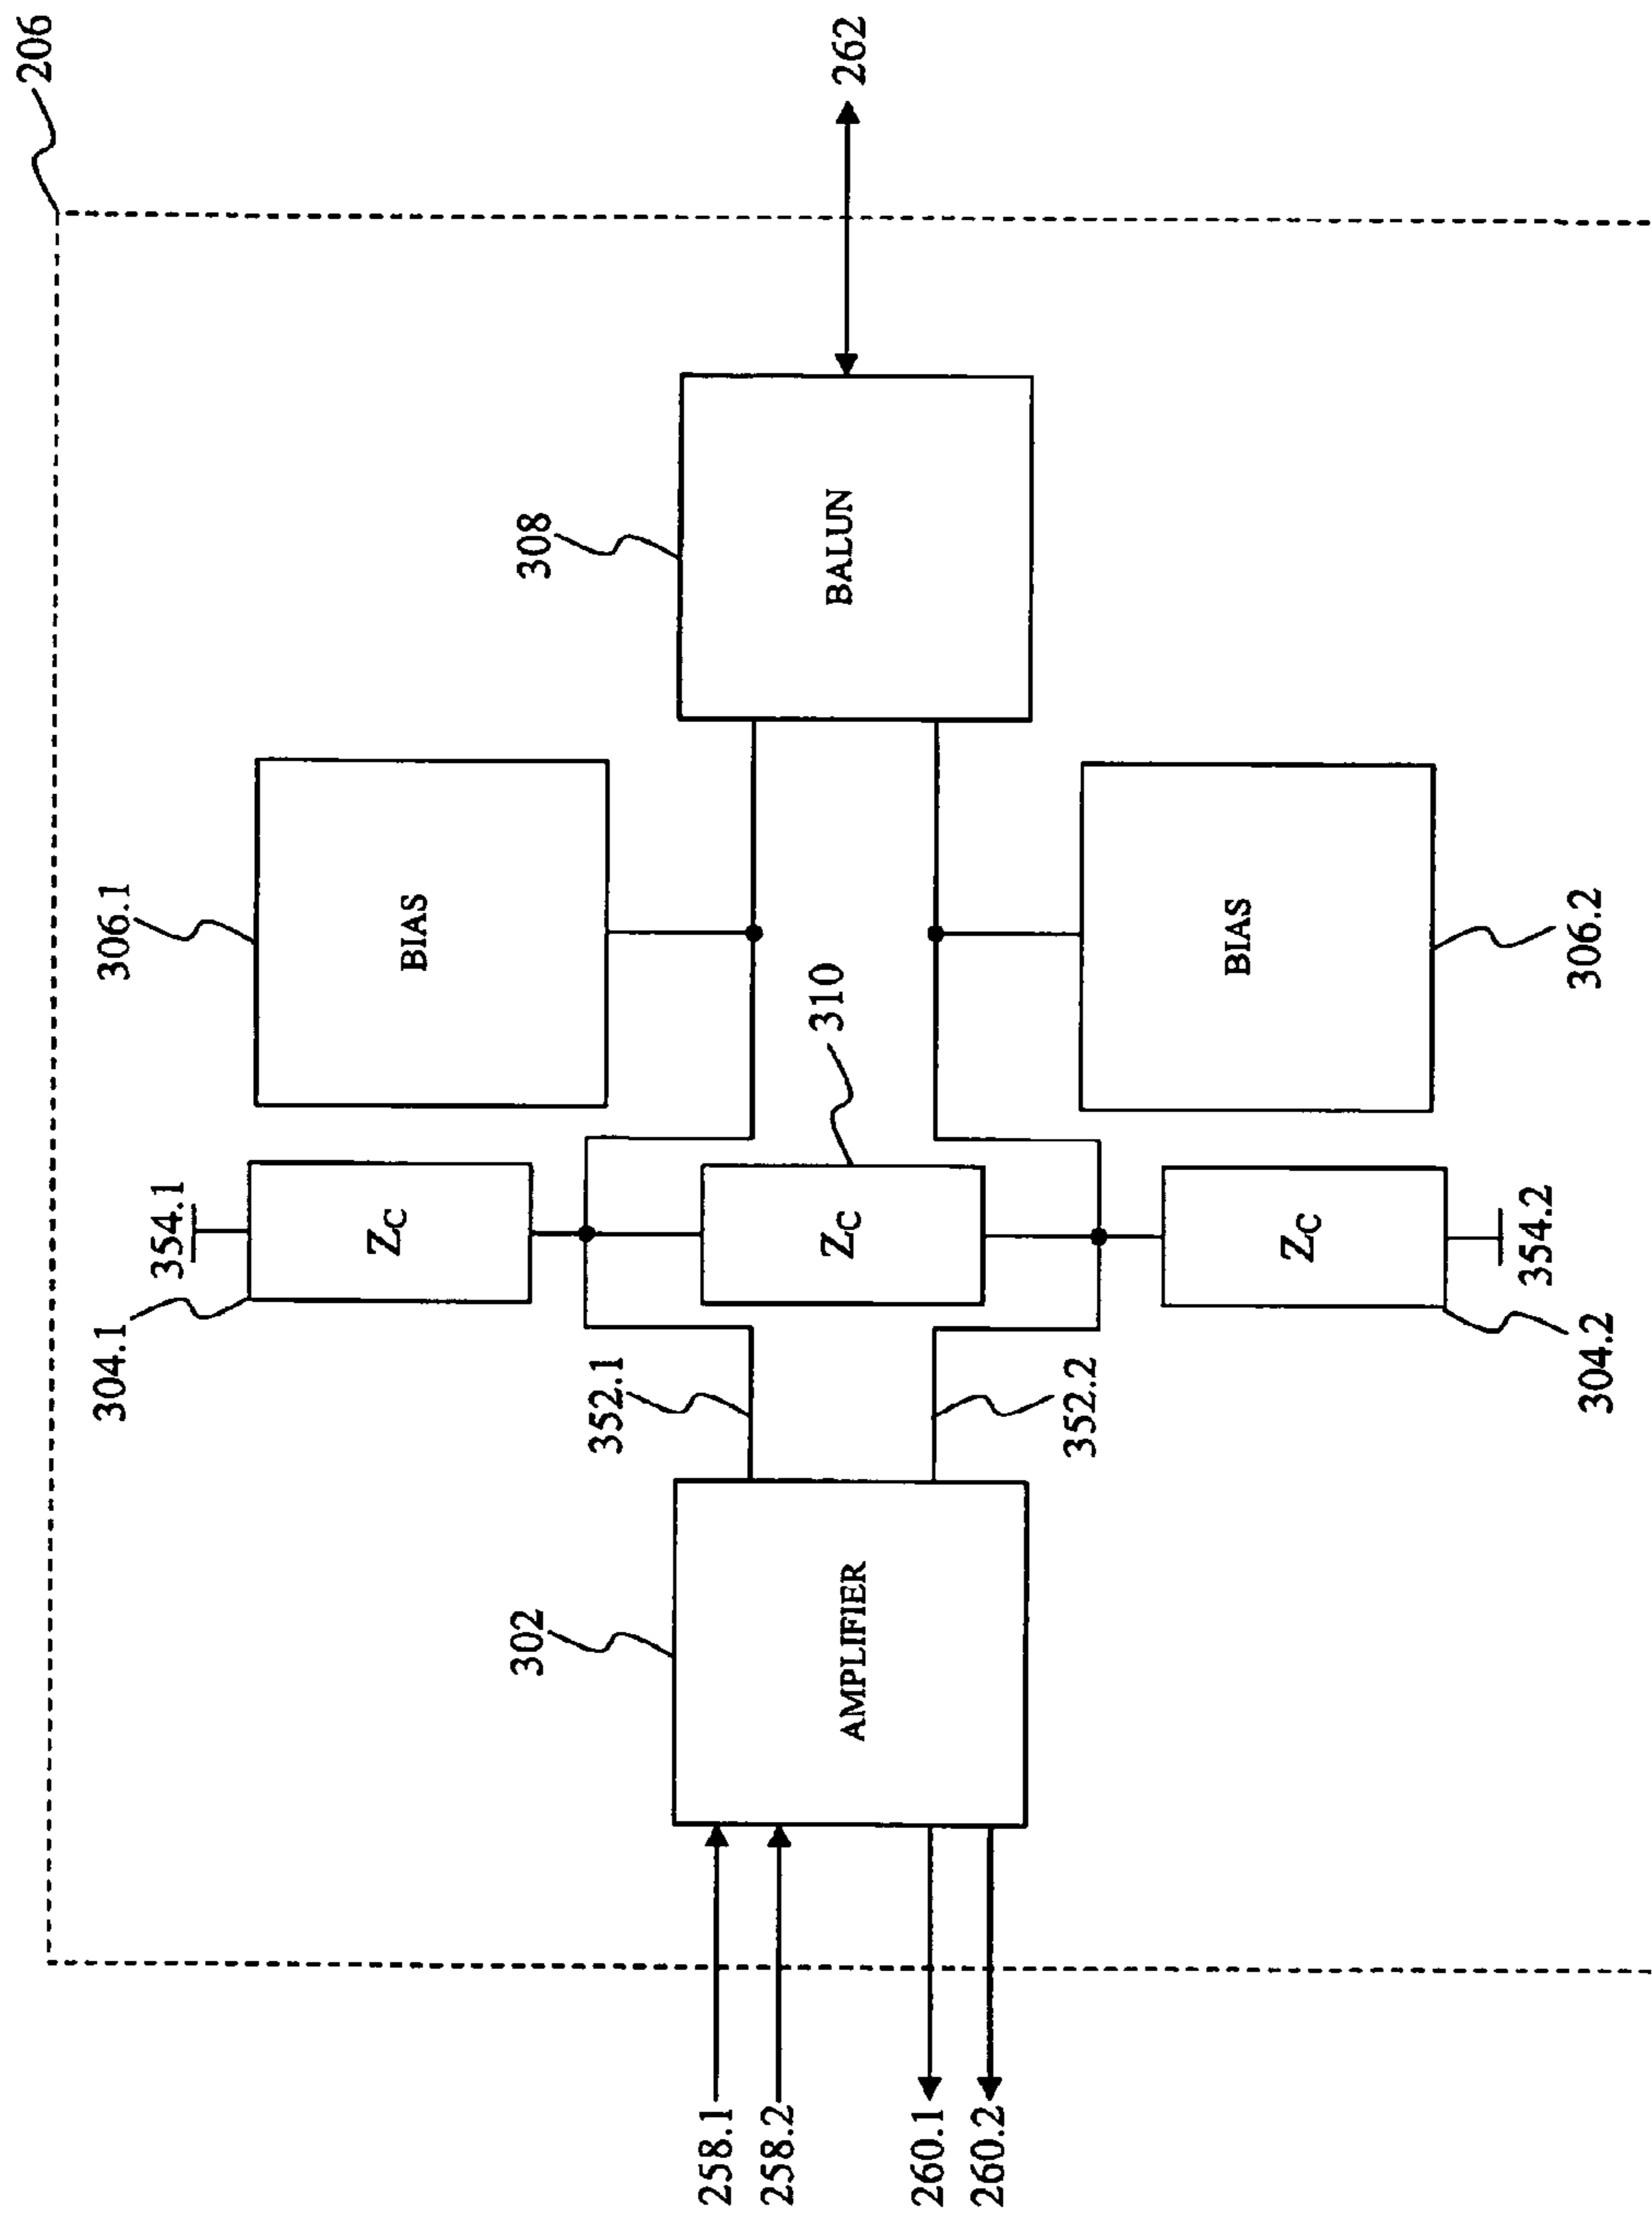 206
304.1
306.1
354.1
ZC
BIAS
302
308
352.1
258.1
258.2
310
AMPLIFIER
ZC
BALUN
262
260.1
260.2
352.2
ZC
BIAS
354.2
304.2
306.2